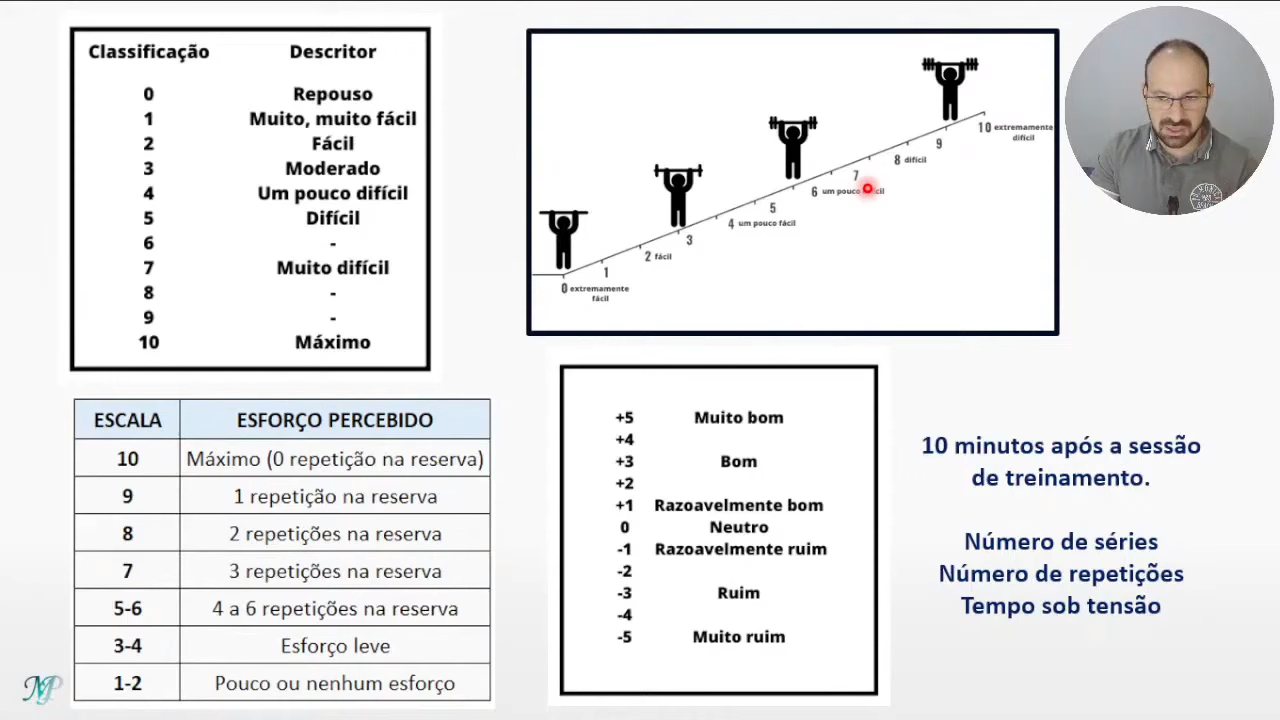 Classificação Descritor
0 Repouso
1 Muito, muito fácil
2 Fácil
3 Moderado
4 Um pouco difícil
5 Difícil
6 -
7 Muito difícil
8 -
9 -
10 Máximo
10 extremamente
difícil
9
8 difícil
7
6 um pouco
5
4 um pouco fácil
3
2 fácil
1
0 extremamente
fácil
ESCALA ESFORÇO PERCEBIDO
10 Máximo (0 repetição na reserva)
9 1 repetição na reserva
8 2 repetições na reserva
7 3 repetições na reserva
5-6 4 a 6 repetições na reserva
3-4 Esforço leve
1-2 Pouco ou nenhum esforço
+5 Muito bom
+4
+3 Bom
+2
+1 Razoavelmente bom
0 Neutro
-1 Razoavelmente ruim
-2
-3 Ruim
-4
-5 Muito ruim
10 minutos após a sessão
de treinamento.
Número de séries
Número de repetições
Tempo sob tensão
MP